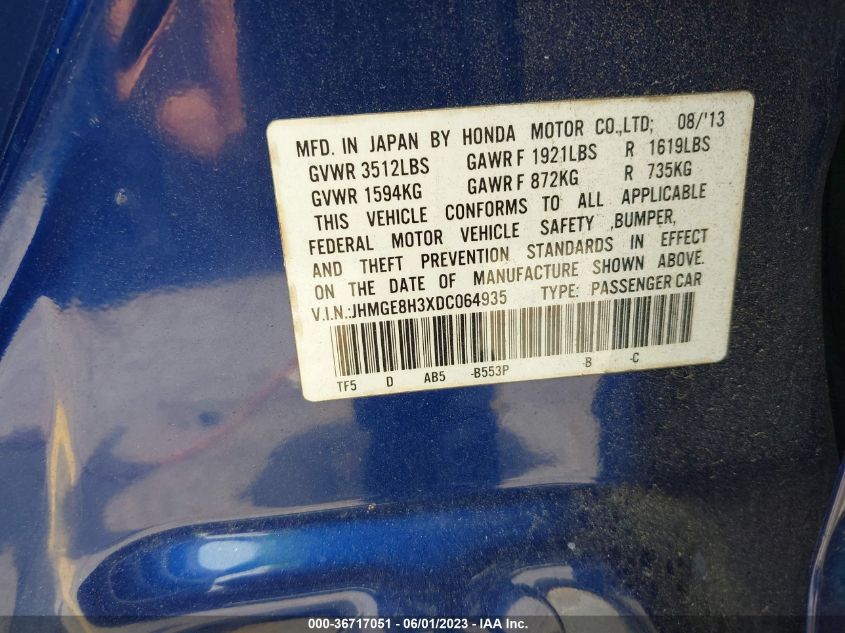 MFD. IN JAPAN BY HONDA MOTOR CO.,LTD; 08/'13
GVWR 3512LBS GAWR F 1921LBS R 1619LBS
GVWR 1594KG GAWR F 872KG R 735KG
THIS VEHICLE CONFORMS TO ALL APPLICABLE
FEDERAL MOTOR VEHICLE SAFETY ,BUMPER,
AND THEFT PREVENTION STANDARDS IN EFFECT
ON THE DATE OF MANUFACTURE SHOWN ABOVE.
V.I.N.:JHMGE8H3XDC064935 TYPE: PASSENGER CAR
TF5 D AB5 -B553P -B -C
000-36717051 - 06/01/2023 - IAA Inc.